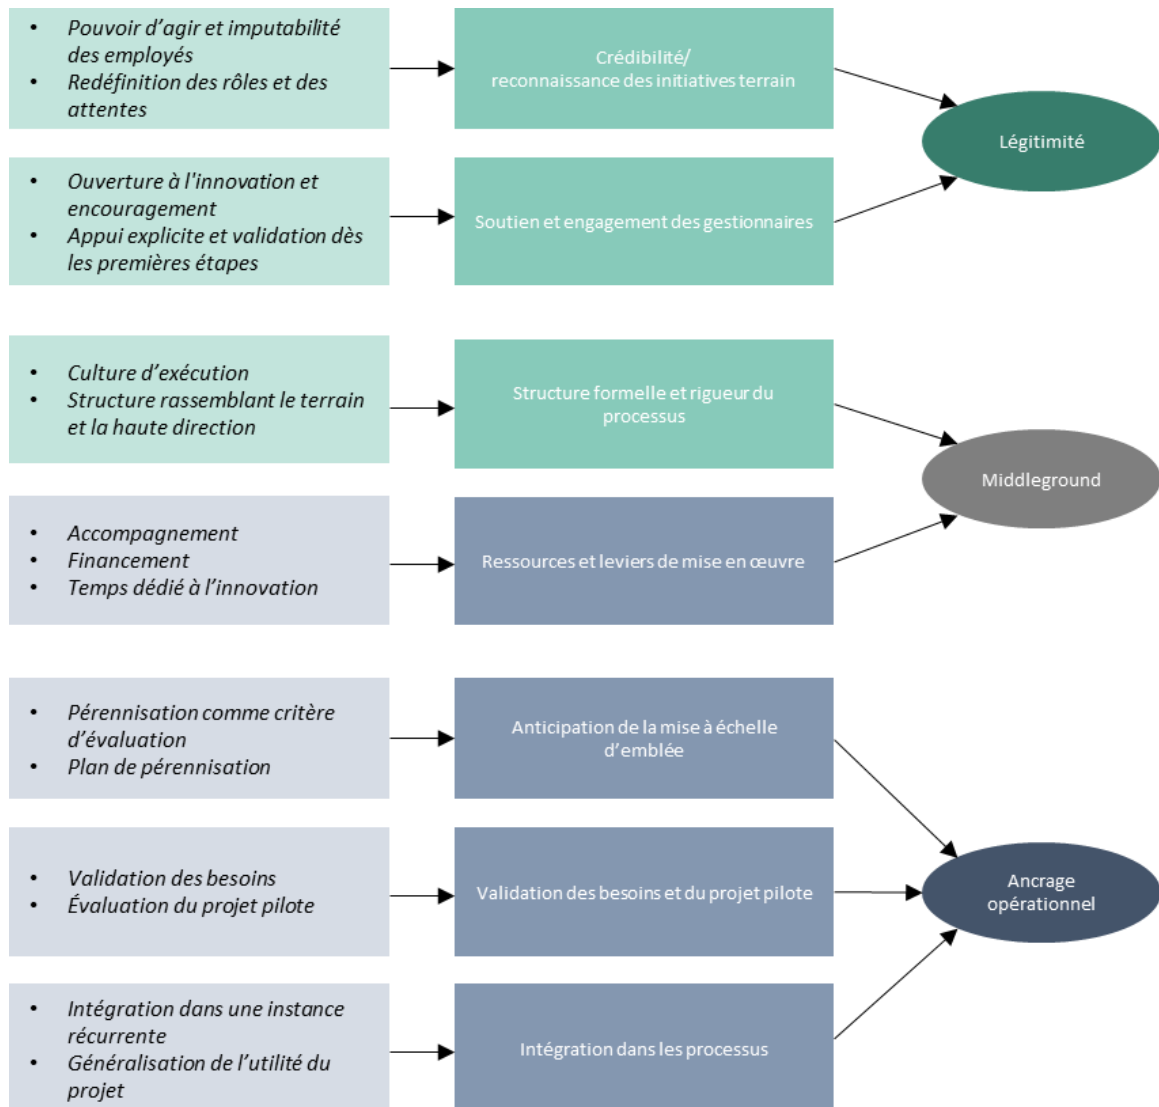 • Pouvoir d’agir et imputabilité
des employés
• Redéfinition des rôles et des
attentes
Crédibilité/
reconnaissance des initiatives terrain
Légitimité
• Ouverture à l'innovation et
encouragement
• Appui explicite et validation dès
les premières étapes
Soutien et engagement des gestionnaires
• Culture d’exécution
• Structure rassemblant le terrain
et la haute direction
Structure formelle et rigueur du
processus
Middleground
• Accompagnement
• Financement
• Temps dédié à l’innovation
Ressources et leviers de mise en œuvre
• Pérennisation comme critère
d’évaluation
• Plan de pérennisation
Anticipation de la mise à échelle
d’emblée
• Validation des besoins
• Évaluation du projet pilote
Validation des besoins et du projet pilote
Ancrage
opérationnel
• Intégration dans une instance
récurrente
• Généralisation de l’utilité du
projet
Intégration dans les processus